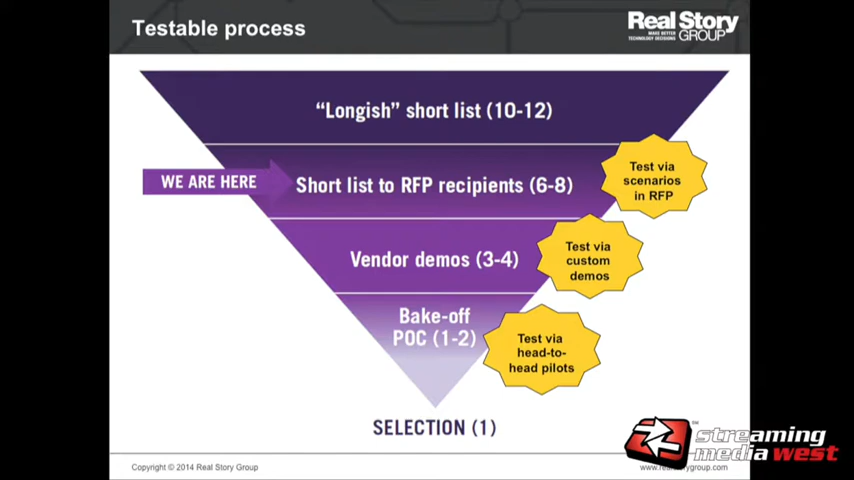 Testable process
Real Story
MAKE BETTER
TECHNOLOGY DECISIONS
GROUP
“Longish” short list (10-12)
WE ARE HERE
Short list to RFP recipients (6-8)
Test via
scenarios
in RFP
Vendor demos (3-4)
Test via
custom
demos
Bake-off
POC (1-2)
Test via
head-to-
head pilots
SELECTION (1)
streaming
media west
Copyright © 2014 Real Story Group